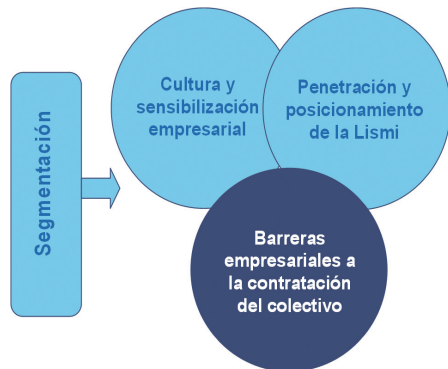 Segmentación
Cultura y
sensibilización
empresarial
Penetración y
posicionamiento
de la Lismi
Barreras
empresariales a
la contratación
del colectivo